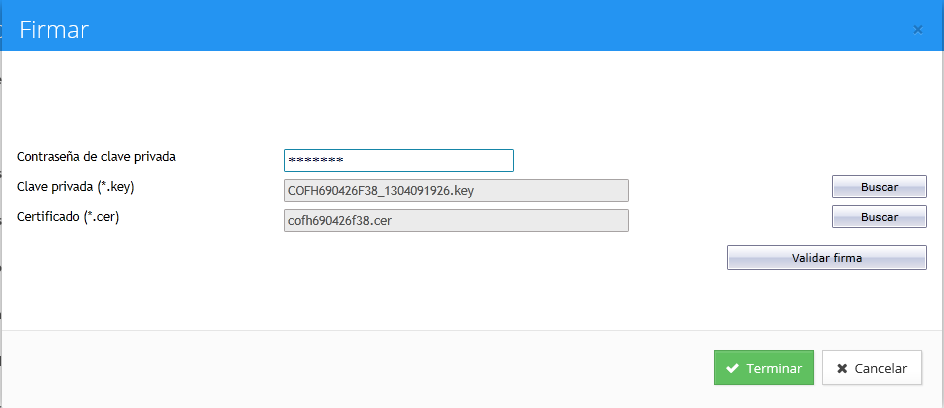 Firmar
×
Contraseña de clave privada
*******
Clave privada (*.key)
COFH690426F38_1304091926.key
Buscar
Certificado (*.cer)
cofh690426f38.cer
Buscar
Validar firma
Terminar
Cancelar